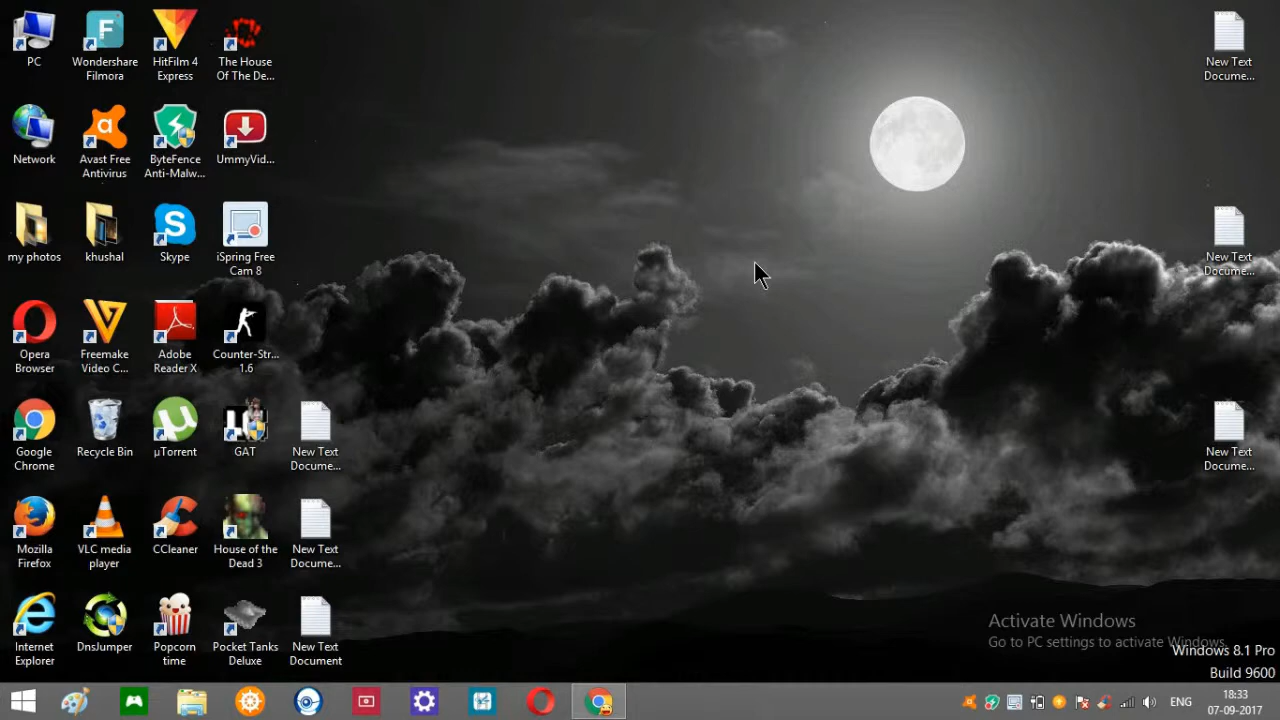 PC
Wondershare
Filmora
HitFilm 4
Express
The House
Of The De...
New Text
Docume...
Network
Avast Free
Antivirus
ByteFence
Anti-Malw...
UmmyVid...
my photos
khushal
Skype
iSpring Free
Cam 8
New Text
Docume...
Opera
Browser
Freemake
Video C...
Adobe
Reader X
Counter-Str...
1.6
Google
Chrome
Recycle Bin
µTorrent
GAT
New Text
Docume...
New Text
Docume...
Mozilla
Firefox
VLC media
player
CCleaner
House of the
Dead 3
New Text
Docume...
Internet
Explorer
DnsJumper
Popcorn
time
Pocket Tanks
Deluxe
New Text
Document
Activate Windows
Go to PC settings to activate Windows.
Windows 8.1 Pro
Build 9600
ENG
18:33
07-09-2017